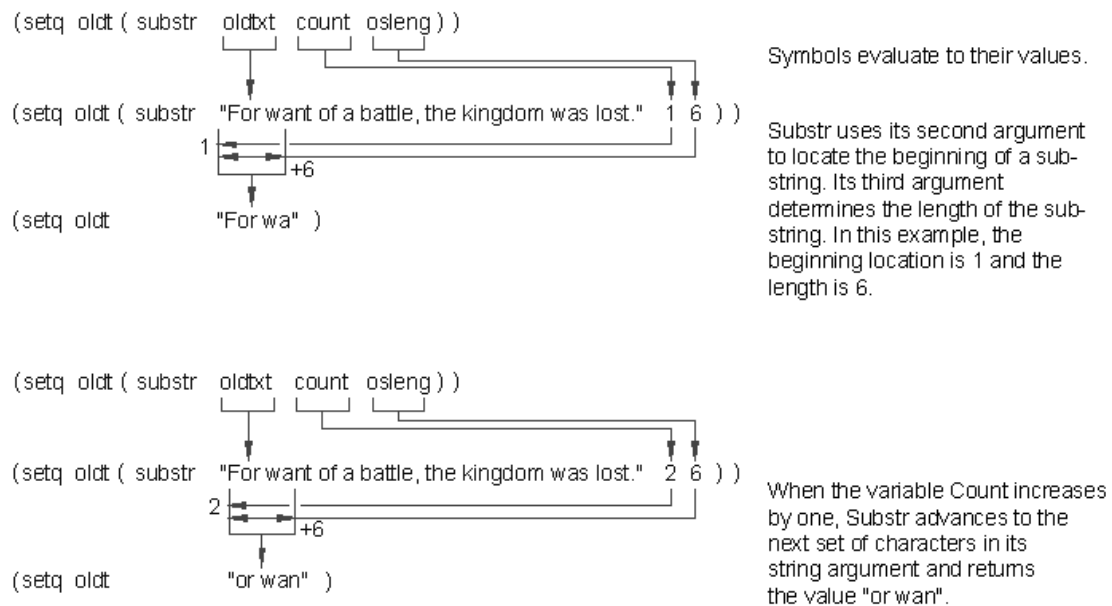 (setq oldt ( substr oldtxt count osleng ) )
Symbols evaluate to their values.
(setq oldt ( substr "For want of a battle, the kingdom was lost." 1 6 ) )
1
+6
(setq oldt "For wa" )
Substr uses its second argument
to locate the beginning of a sub-
string. Its third argument
determines the length of the sub-
string. In this example, the
beginning location is 1 and the
length is 6.
(setq oldt ( substr oldtxt count osleng ) )
(setq oldt ( substr "For want of a battle, the kingdom was lost." 2 6 ) )
2
+6
(setq oldt "or wan" )
When the variable Count increases
by one, Substr advances to the
next set of characters in its
string argument and returns
the value "or wan".